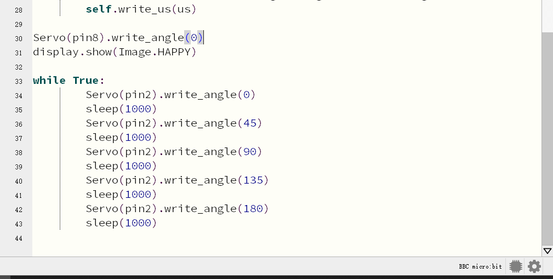 28 self.write_us(us)
29
30 Servo(pin8).write_angle(0)
31 display.show(Image.HAPPY)
32
33 while True:
34 Servo(pin2).write_angle(0)
35 sleep(1000)
36 Servo(pin2).write_angle(45)
37 sleep(1000)
38 Servo(pin2).write_angle(90)
39 sleep(1000)
40 Servo(pin2).write_angle(135)
41 sleep(1000)
42 Servo(pin2).write_angle(180)
43 sleep(1000)
44
BBC micro:bit